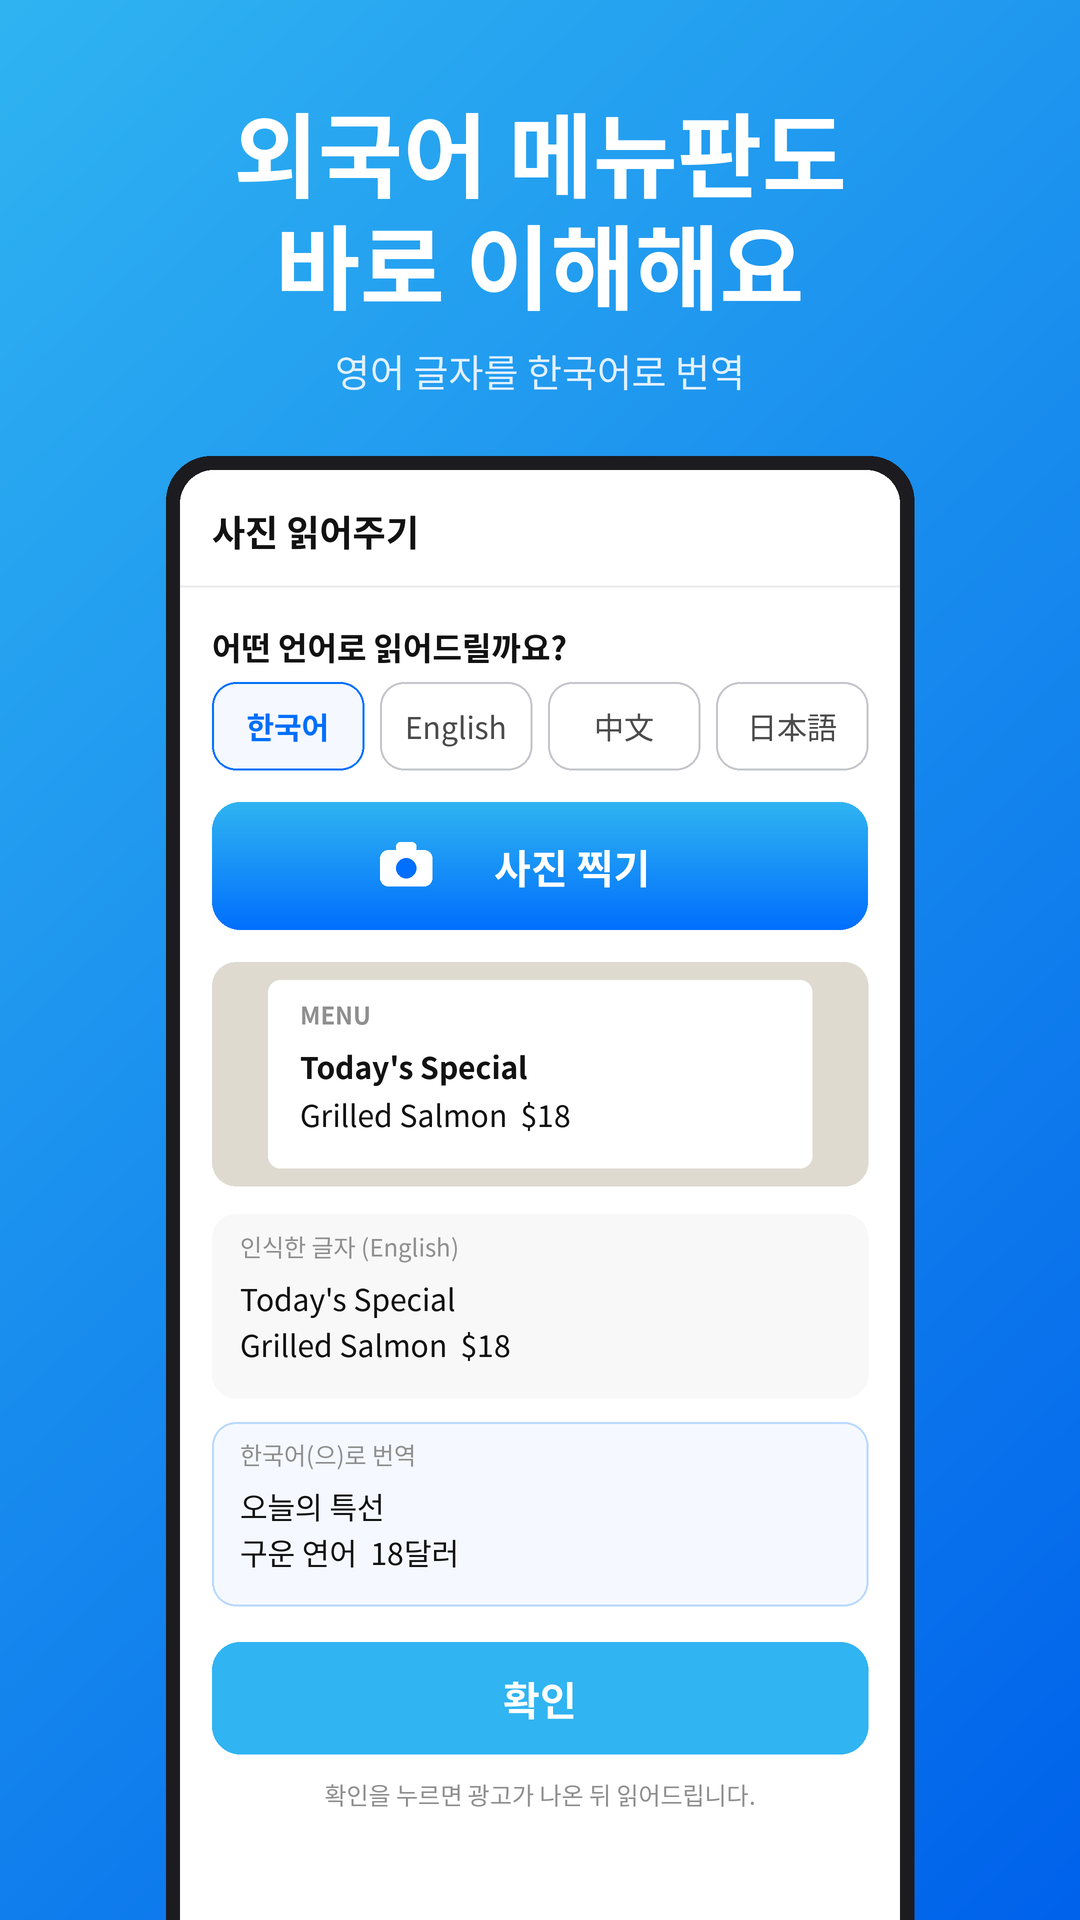 외국어 메뉴판도
바로 이해해요
영어 글자를 한국어로 번역
사진 읽어주기
어떤 언어로 읽어드릴까요?
한국어 English 中文 日本語
사진 찍기
MENU
Today's Special
Grilled Salmon $18
인식한 글자 (English)
Today's Special
Grilled Salmon $18
한국어(으)로 번역
오늘의 특선
구운 연어 18달러
확인
확인을 누르면 광고가 나온 뒤 읽어드립니다.